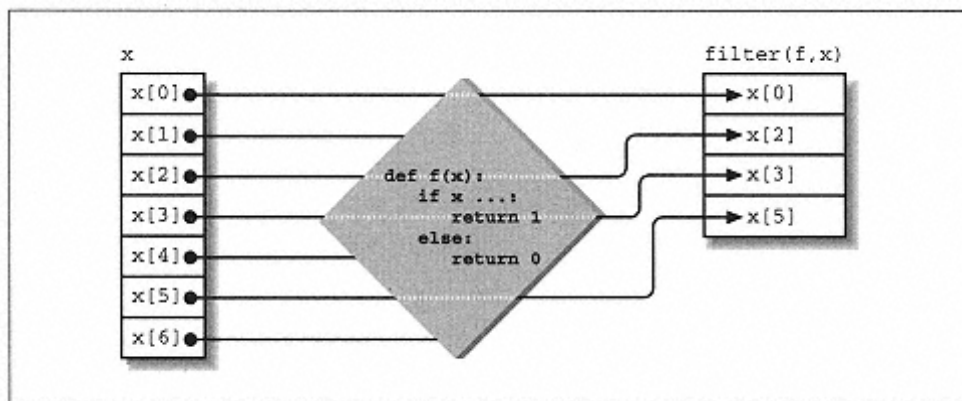 x
x[0]
x[1]
x[2]
x[3]
x[4]
x[5]
x[6]
def f(x):
if x ...:
return 1
else:
return 0
filter(f,x)
x[0]
x[2]
x[3]
x[5]